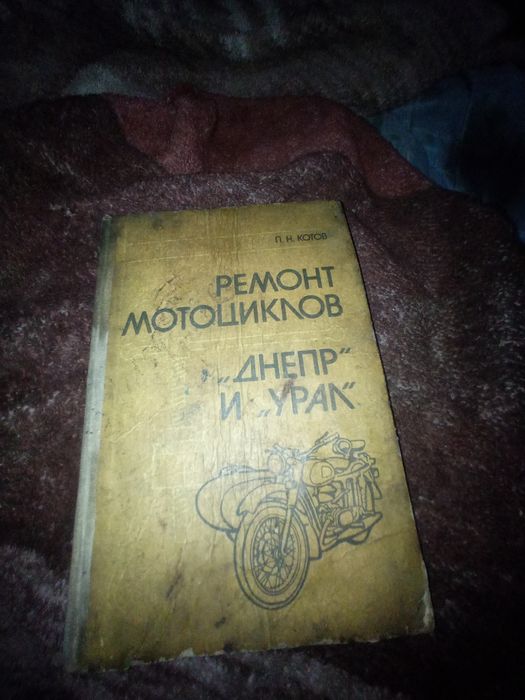 П. Н. КОТОВ
РЕМОНТ
МОТОЦИКЛОВ
„ДНЕПР"
И „УРАЛ"